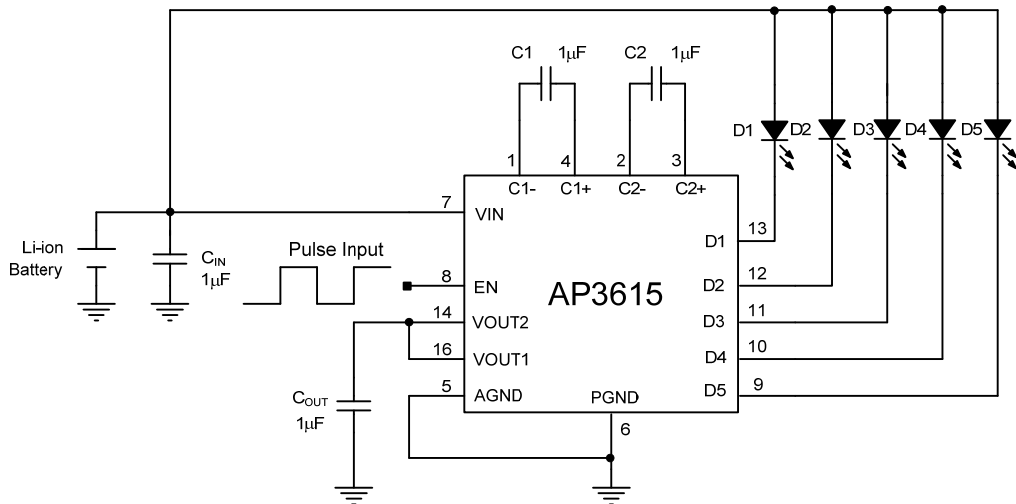 C1 1µF C2 1µF
D1 D2 D3 D4 D5
1 4 2 3
C1- C1+ C2- C2+
7 VIN
Li-ion
Battery
CIN
1µF
Pulse Input
8 EN
14 VOUT2
16 VOUT1
5 AGND
COUT
1µF
AP3615
PGND
6
D1 13
D2 12
D3 11
D4 10
D5 9